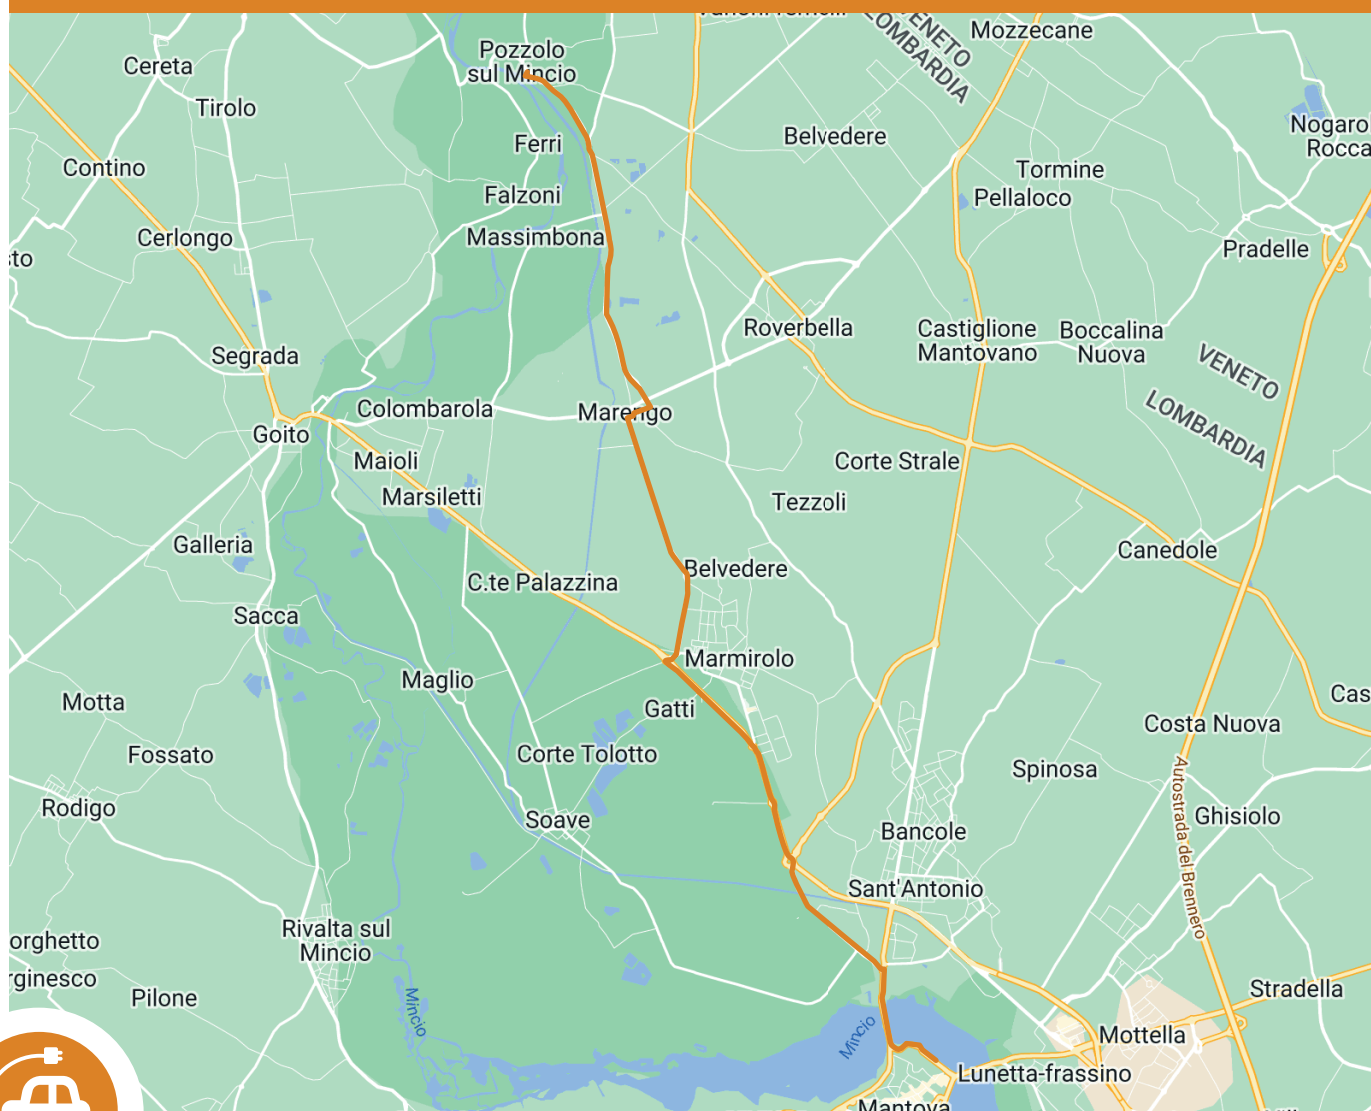 VENETO
LOMBARDIA
Mozzecane
Pozzolo
sul Mincio
Cereta
Tirolo
Nogaro
Rocca
Belvedere
Ferri
Contino
Tormine
Pellaloco
Falzoni
Cerlongo
Massimbona
Pradelle
sto
Roverbella
Castiglione
Mantovano
Boccalina
Nuova
Segrada
VENETO
LOMBARDIA
Colombarola
Marengo
Goito
Maioli
Corte Strale
Marsiletti
Tezzoli
Galleria
Canedole
Belvedere
C.te Palazzina
Sacca
Marmirolo
Maglio
Motta
Gatti
Cas
Costa Nuova
Fossato
Corte Tolotto
Spinosa
Autostrada del Brennero
Rodigo
Soave
Ghisiolo
Bancole
Sant'Antonio
Rivalta sul
Mincio
orghetto
rginesco
Pilone
Stradella
Mincio
Mincio
Mottella
Lunetta-frassino
Mantova